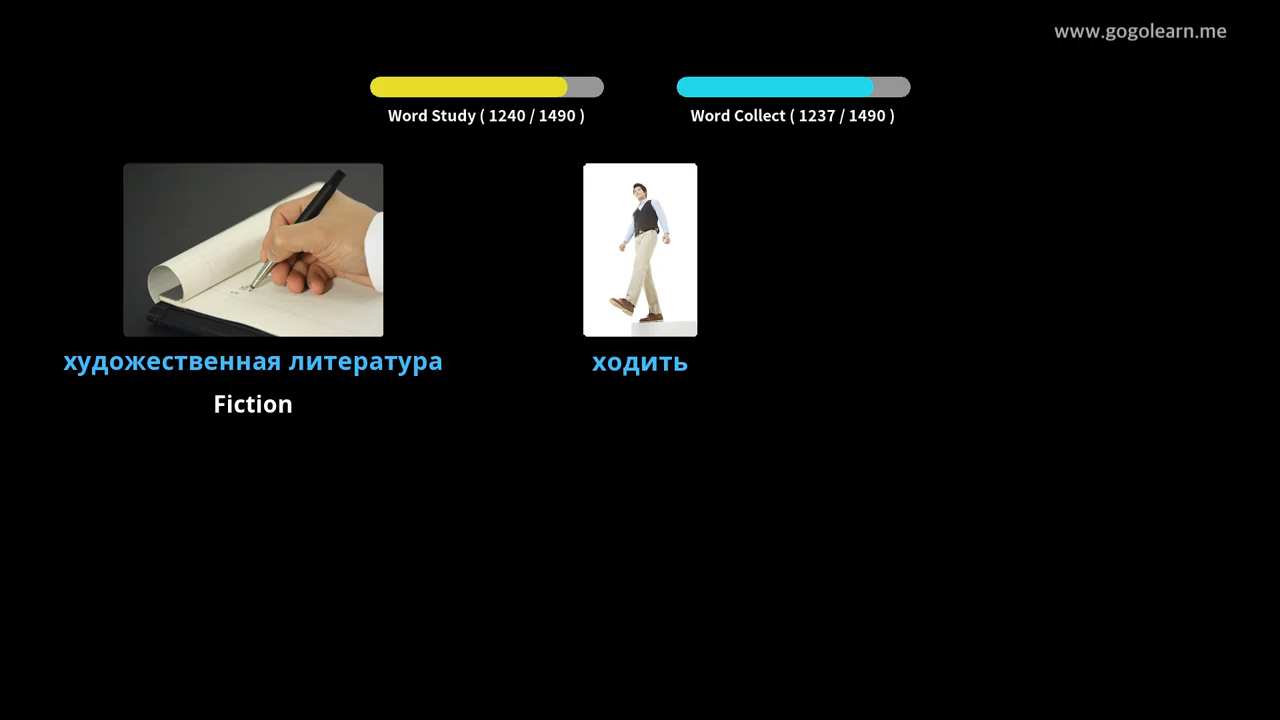 www.gogolearn.me
Word Study ( 1240 / 1490 )
Word Collect ( 1237 / 1490 )
художественная литература
Fiction
ходить